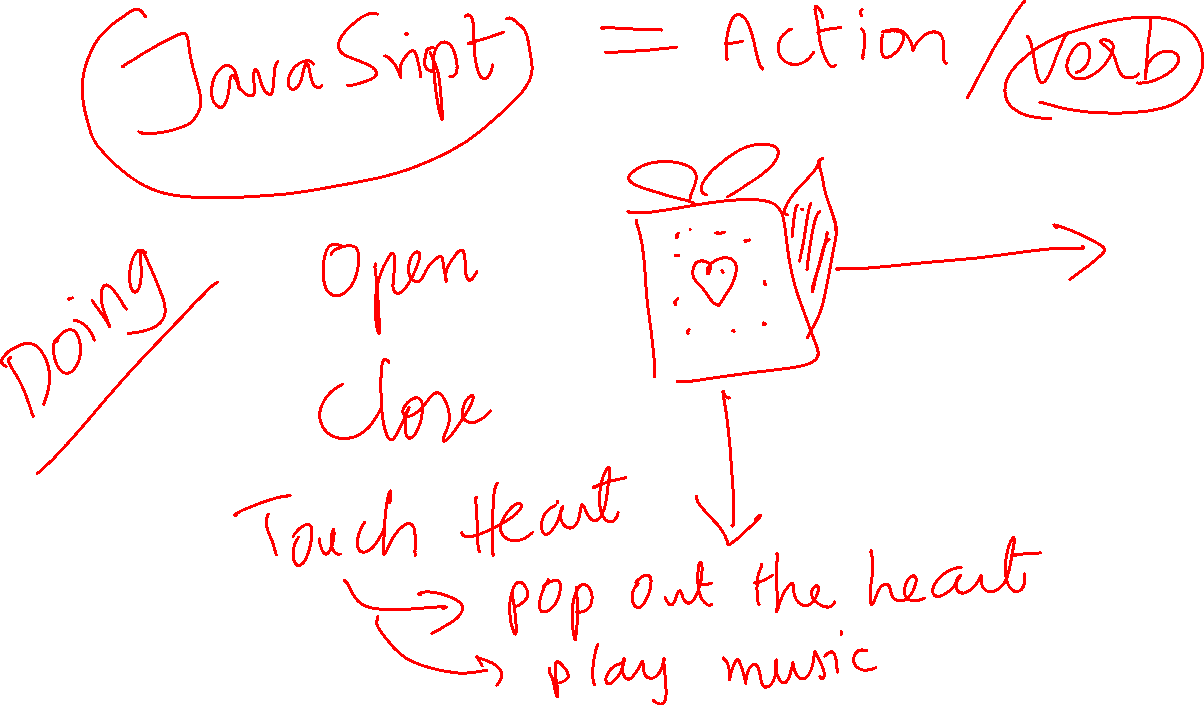 JavaSript = Action / Verb
Doing
Open
Close
Touch Heart
pop out the heart
play music